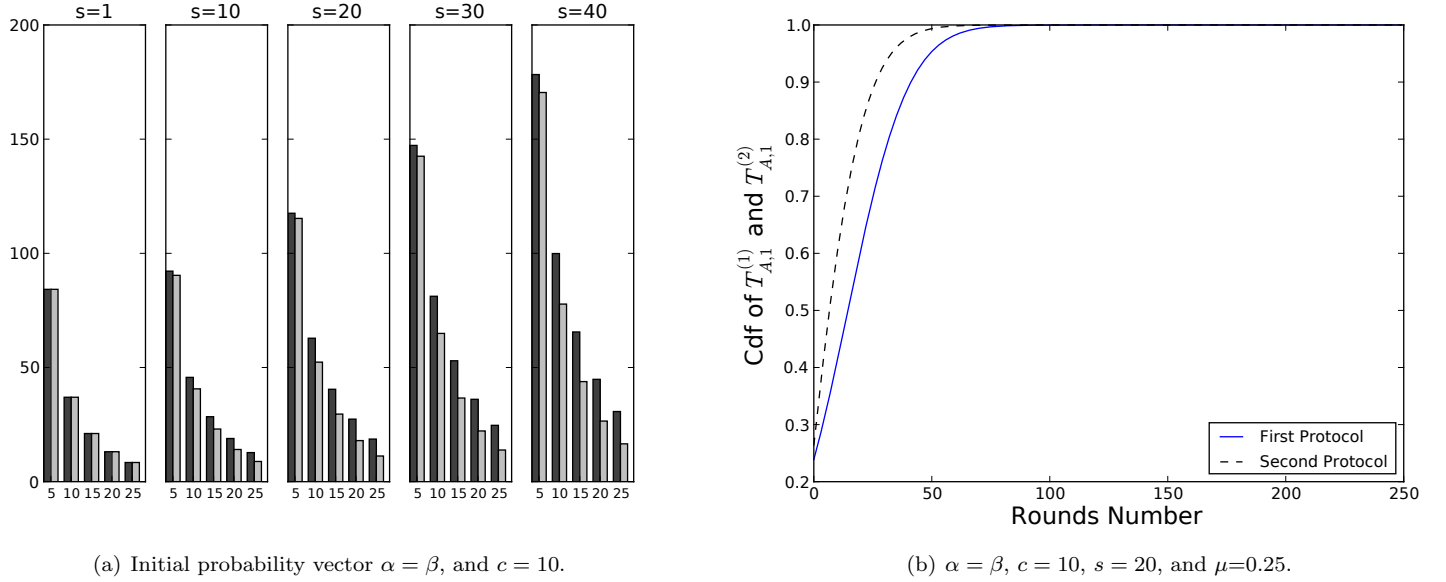 s=1 s=10 s=20 s=30 s=40
200
150
100
50
0
5 10 15 20 25 5 10 15 20 25 5 10 15 20 25 5 10 15 20 25 5 10 15 20 25
(a) Initial probability vector α = β, and c = 10.
Cdf of T_{A,1}^{(1)} and T_{A,1}^{(2)}
1.0
0.9
0.8
0.7
0.6
0.5
0.4
0.3
0.2
0 50 100 150 200 250
First Protocol
Second Protocol
Rounds Number
(b) α = β, c = 10, s = 20, and μ=0.25.